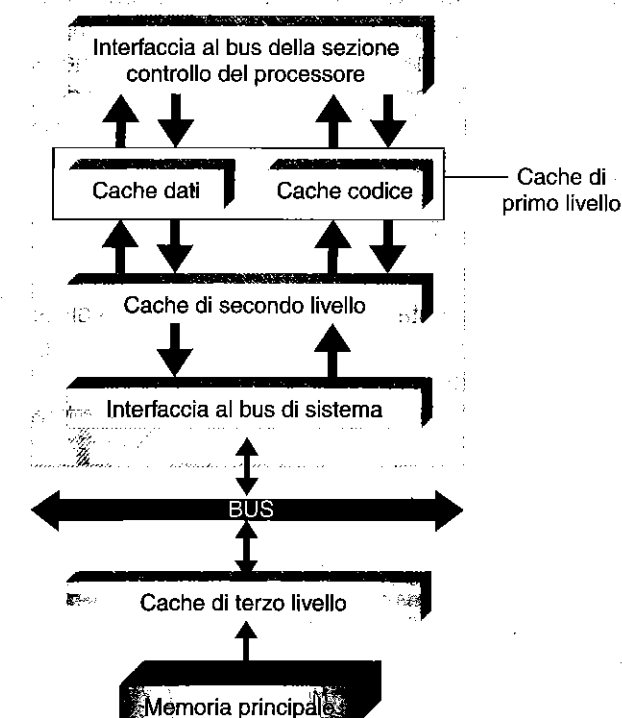 Interfaccia al bus della sezione
controllo del processore
Cache dati
Cache codice
Cache di
primo livello
Cache di secondo livello
Interfaccia al bus di sistema
BUS
Cache di terzo livello
Memoria principale